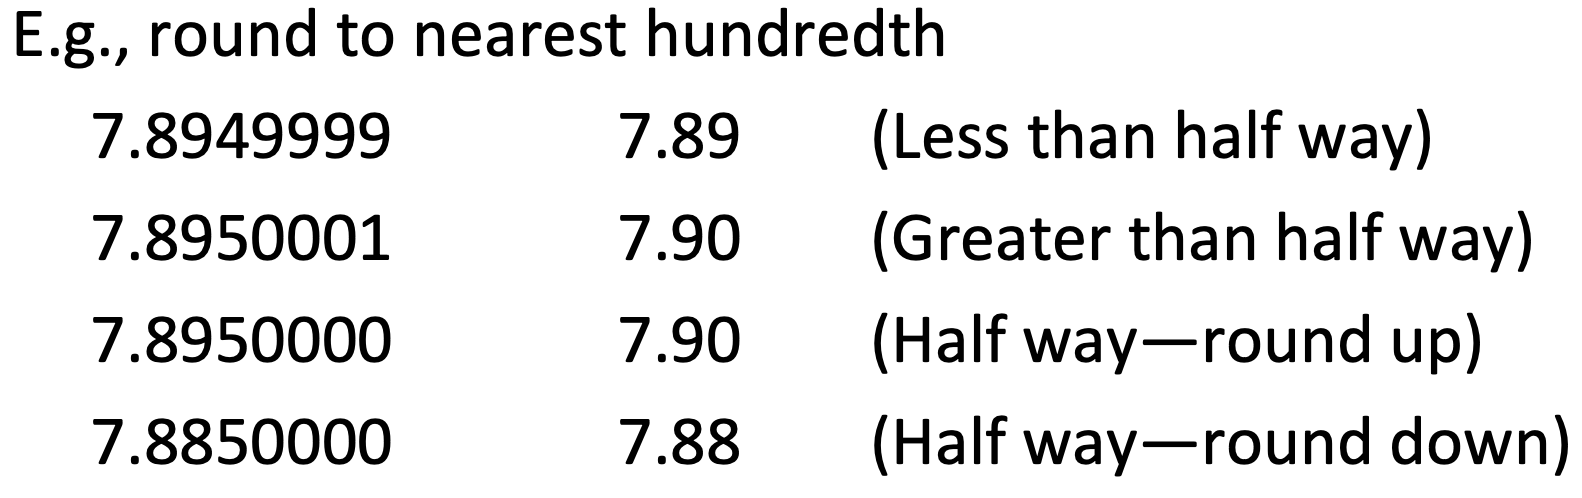 E.g., round to nearest hundredth
7.8949999 7.89 (Less than half way)
7.8950001 7.90 (Greater than half way)
7.8950000 7.90 (Half way—round up)
7.8850000 7.88 (Half way—round down)